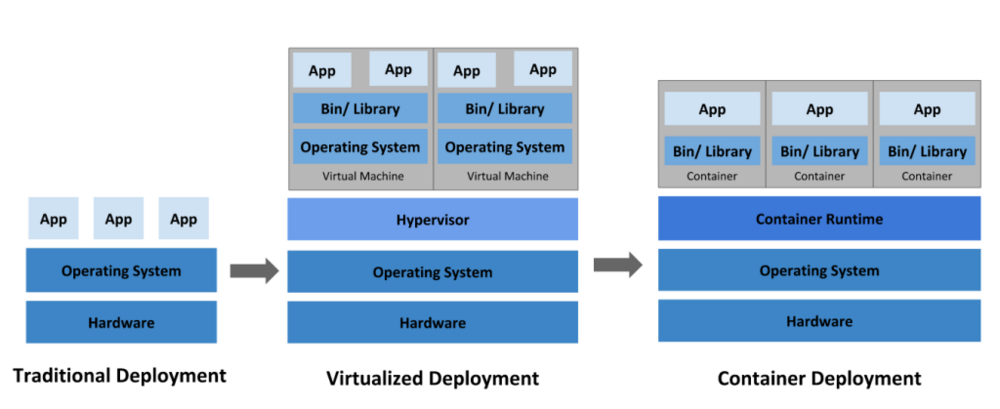 App App App
Operating System
Hardware
Traditional Deployment
App App App App
Bin/ Library Bin/ Library
Operating System Operating System
Virtual Machine Virtual Machine
Hypervisor
Operating System
Hardware
Virtualized Deployment
App App App
Bin/ Library Bin/ Library Bin/ Library
Container Container Container
Container Runtime
Operating System
Hardware
Container Deployment